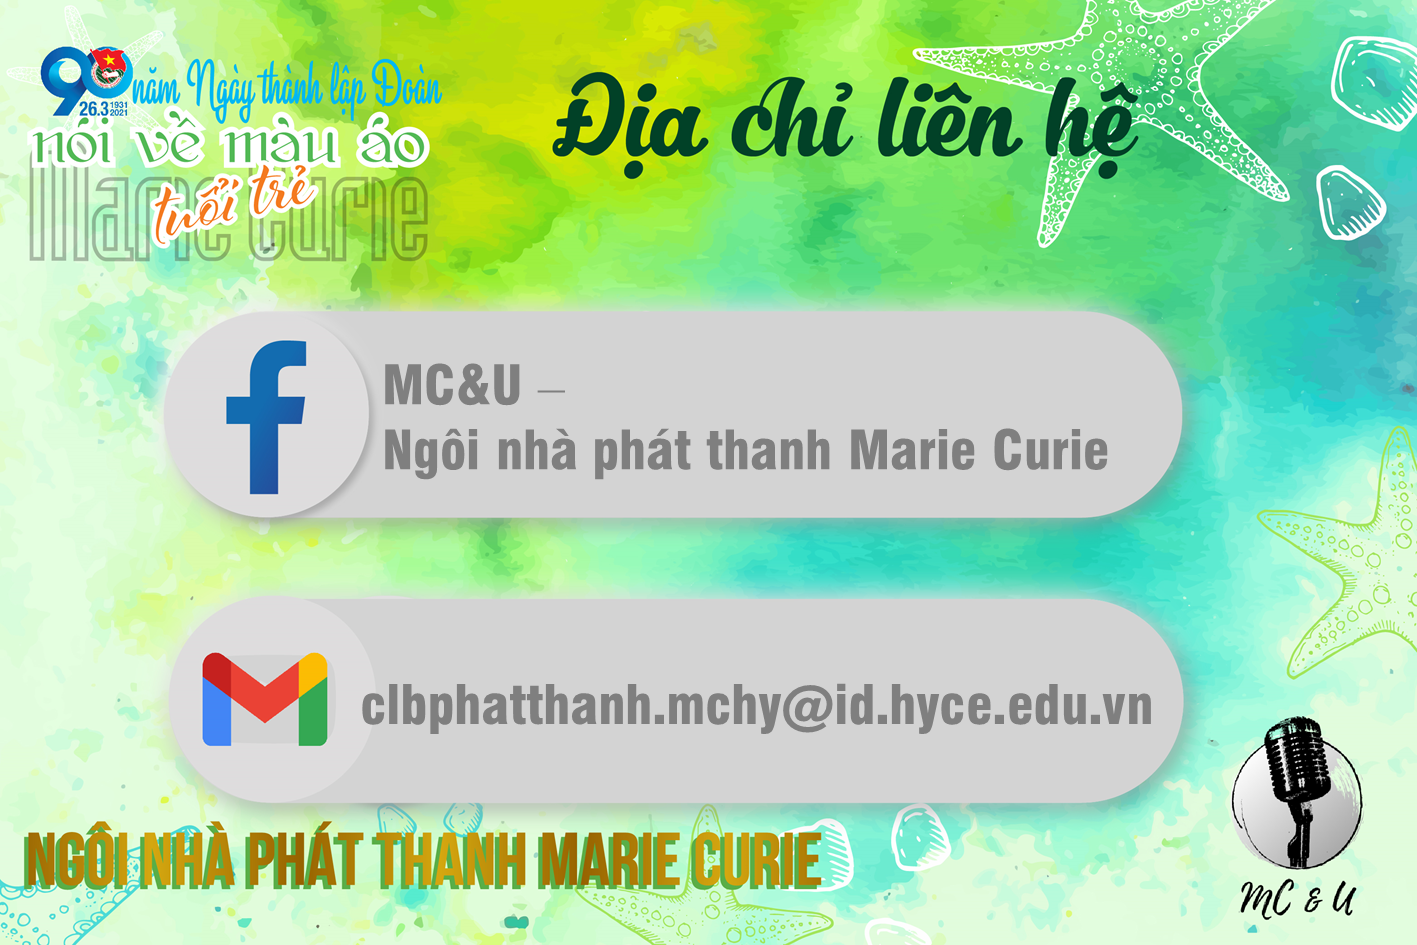 90 năm Ngày thành lập Đoàn
26.3 1931 2021
nói về màu áo
tuổi trẻ
Marie Curie
Địa chỉ liên hệ
MC&U –
Ngôi nhà phát thanh Marie Curie
clbphatthanh.mchy@id.hyce.edu.vn
NGÔI NHÀ PHÁT THANH MARIE CURIE
MC & U